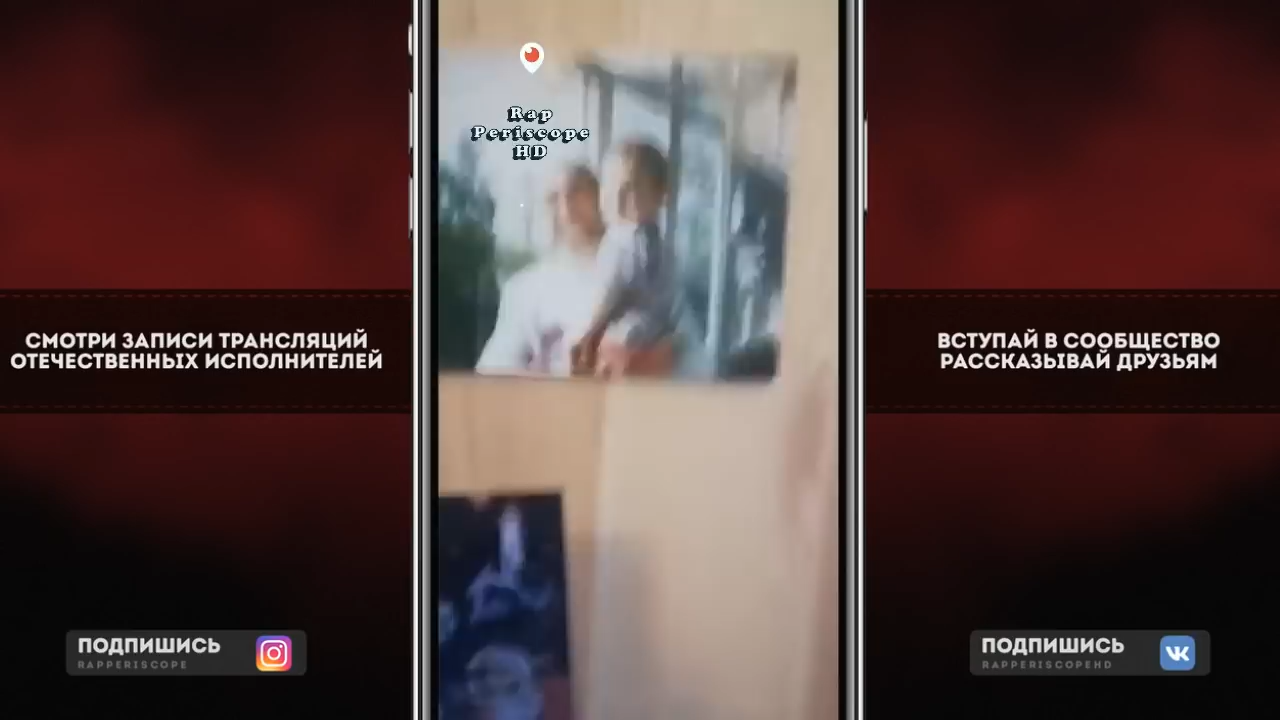 Rap
Periscope
HD
СМОТРИ ЗАПИСИ ТРАНСЛЯЦИЙ
ОТЕЧЕСТВЕННЫХ ИСПОЛНИТЕЛЕЙ
ВСТУПАЙ В СООБЩЕСТВО
РАССКАЗЫВАЙ ДРУЗЬЯМ
ПОДПИШИСЬ
RAPPERISCOPE
ПОДПИШИСЬ
RAPPERISCOPEHD